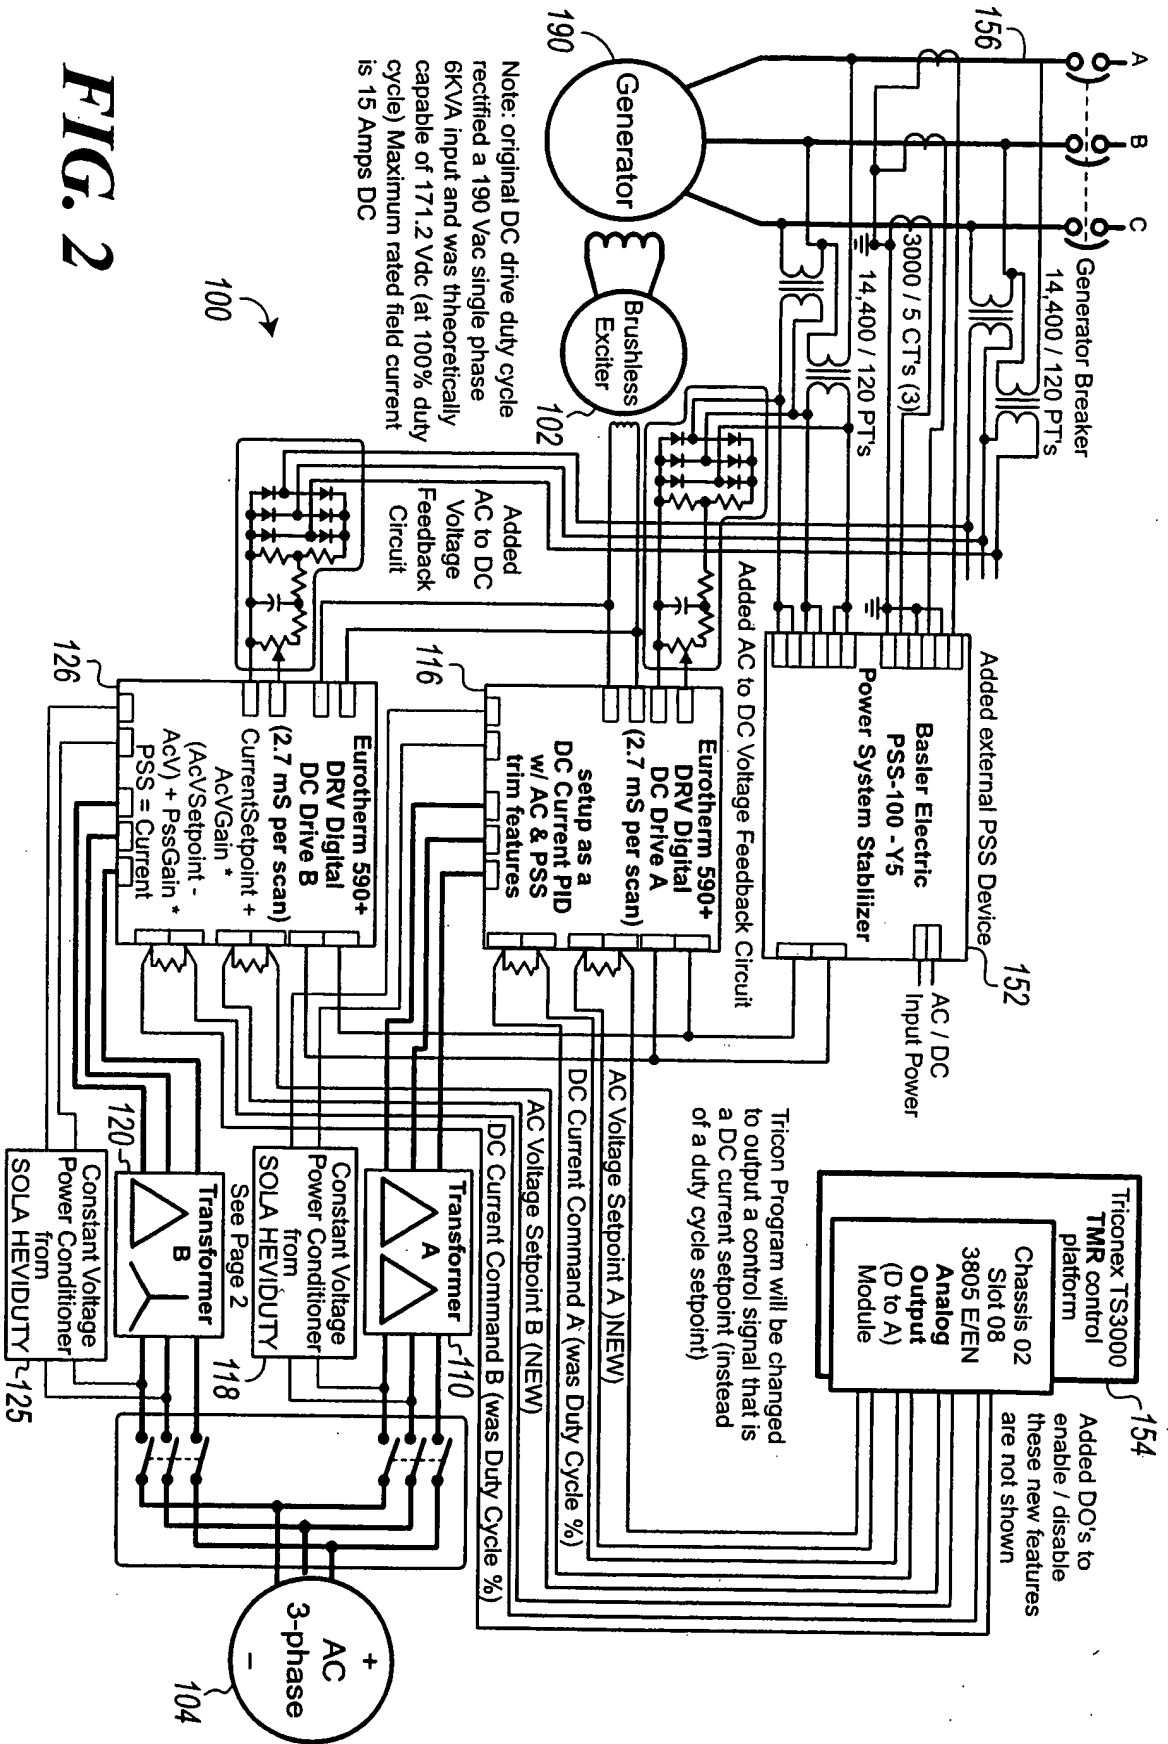 A
B
C
156
Generator Breaker
14,400 / 120 PT's
3000 / 5 CT's (3)
14,400 / 120 PT's
190
Generator
Brushless
Exciter
102
Note: original DC drive duty cycle
rectified a 190 Vac single phase
6KVA input and was thheoretically
capable of 171.2 Vdc (at 100% duty
cycle) Maximum rated field current
is 15 Amps DC
FIG. 2
100
Added external PSS Device
152
Basler Electric
PSS-100 - Y5
Power System Stablizer
AC / DC
Input Power
Added AC to DC Voltage Feedback Circuit
Added
AC to DC
Voltage
Feedback
Circuit
116
Eurotherm 590+
DRV Digital
DC Drive A
(2.7 mS per scan)
setup as a
DC Current PID
w/ AC & PSS
trim features
126
Eurotherm 590+
DRV Digital
DC Drive B
(2.7 mS per scan)
CurrentSetpoint +
AcVGain *
(AcVSetpoint -
AcV) + PssGain *
PSS = Current
Triconex TS3000
TMR control
platform
154
Chassis 02
Slot 08
3805 E/EN
Analog
Output
(D to A)
Module
Added DO's to
enable / disable
these new features
are not shown
Tricon Program will be changed
to output a control signal that is
a DC current setpoint (instead
of a duty cycle setpoint)
AC Voltage Setpoint A )NEW)
DC Current Command A (was Duty Cycle %)
AC Voltage Setpoint B (NEW)
DC Current Command B (was Duty Cycle %)
Transformer
A
110
Constant Voltage
Power Conditioner
from
SOLA HEVIDUTY
118
See Page 2
Transformer
B
120
Constant Voltage
Power Conditioner
from
SOLA HEVIDUTY
125
+
AC
3-phase
–
104